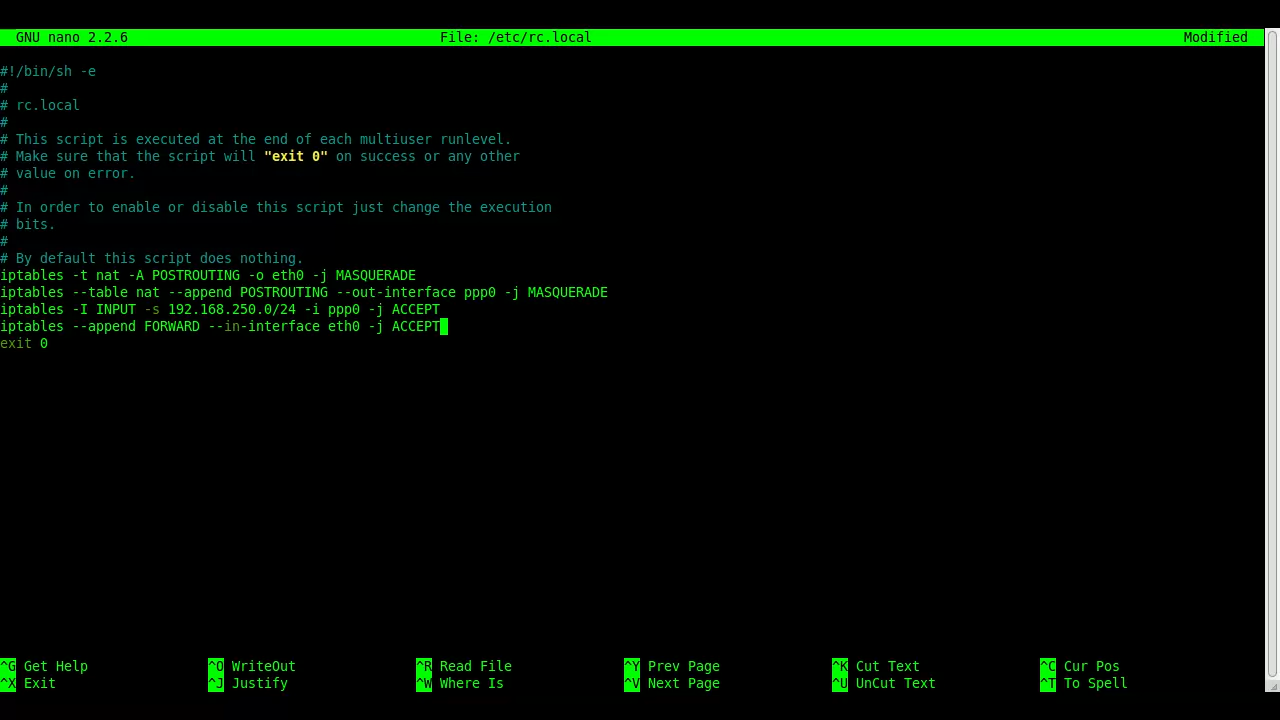 GNU nano 2.2.6 File: /etc/rc.local Modified
#!/bin/sh -e
#
# rc.local
#
# This script is executed at the end of each multiuser runlevel.
# Make sure that the script will "exit 0" on success or any other
# value on error.
#
# In order to enable or disable this script just change the execution
# bits.
#
# By default this script does nothing.
iptables -t nat -A POSTROUTING -o eth0 -j MASQUERADE
iptables --table nat --append POSTROUTING --out-interface ppp0 -j MASQUERADE
iptables -I INPUT -s 192.168.250.0/24 -i ppp0 -j ACCEPT
iptables --append FORWARD --in-interface eth0 -j ACCEPT
exit 0
^G Get Help ^O WriteOut ^R Read File ^Y Prev Page ^K Cut Text ^C Cur Pos
^X Exit ^J Justify ^W Where Is ^V Next Page ^U UnCut Text ^T To Spell